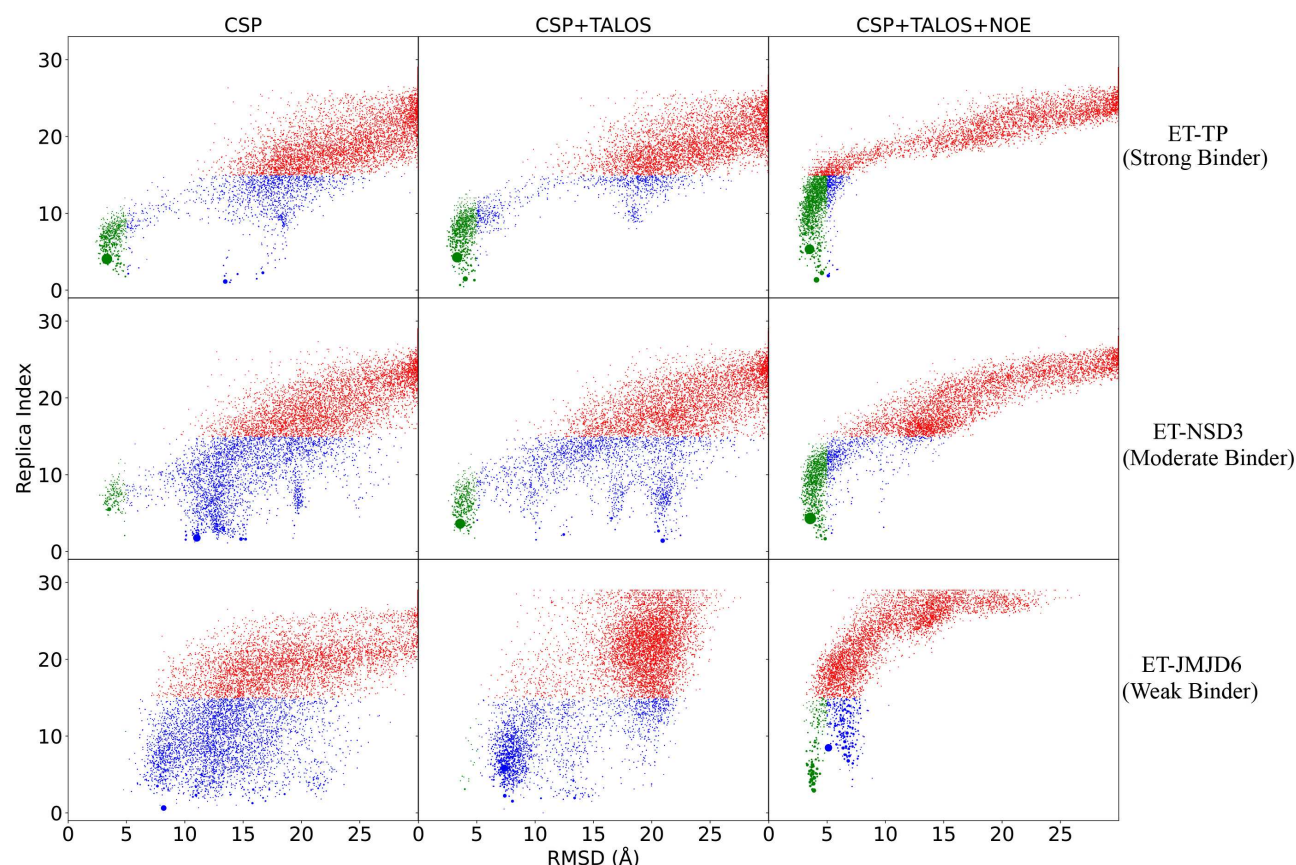 CSP
CSP+TALOS
CSP+TALOS+NOE
30
20
10
0
ET-TP
(Strong Binder)
30
20
10
0
Replica Index
ET-NSD3
(Moderate Binder)
30
20
10
0
ET-JMJD6
(Weak Binder)
0 5 10 15 20 25 0 5 10 15 20 25 0 5 10 15 20 25
RMSD (Å)